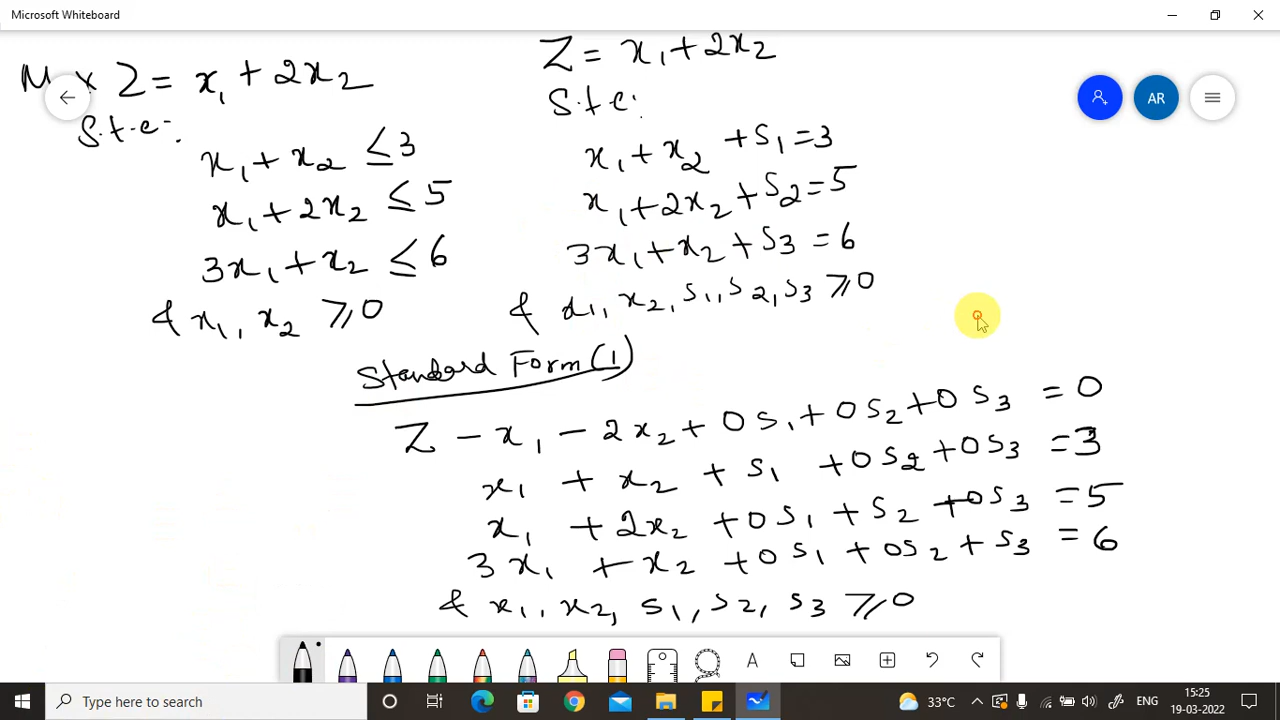 Microsoft Whiteboard
Z = x₁ + 2x₂
Z = x₁ + 2x₂
S.t.c:
S.t.c:
x₁ + x₂ ≤ 3
x₁ + x₂ + S₁ = 3
x₁ + 2x₂ ≤ 5
x₁ + 2x₂ + S₂ = 5
3x₁ + x₂ ≤ 6
3x₁ + x₂ + S₃ = 6
& x₁, x₂ ≥ 0
& x₁, x₂, S₁, S₂, S₃ ≥ 0
AR
Standard Form (1)
Z - x₁ - 2x₂ + 0S₁ + 0S₂ + 0S₃ = 0
x₁ + x₂ + S₁ + 0S₂ + 0S₃ = 3
x₁ + 2x₂ + 0S₁ + S₂ + 0S₃ = 5
3x₁ + x₂ + 0S₁ + 0S₂ + S₃ = 6
& x₁, x₂, S₁, S₂, S₃ ≥ 0
A
Type here to search
33°C
ENG
15:25
19-03-2022